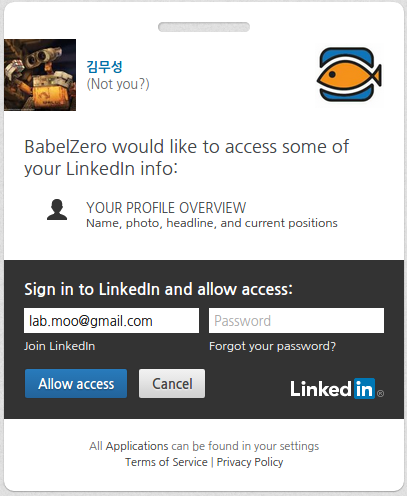 김무성
(Not you?)
BabelZero would like to access some of
your LinkedIn info:
YOUR PROFILE OVERVIEW
Name, photo, headline, and current positions
Sign in to LinkedIn and allow access:
lab.moo@gmail.com Password
Join LinkedIn Forgot your password?
Allow access Cancel
Linked in ®
All Applications can be found in your settings
Terms of Service | Privacy Policy